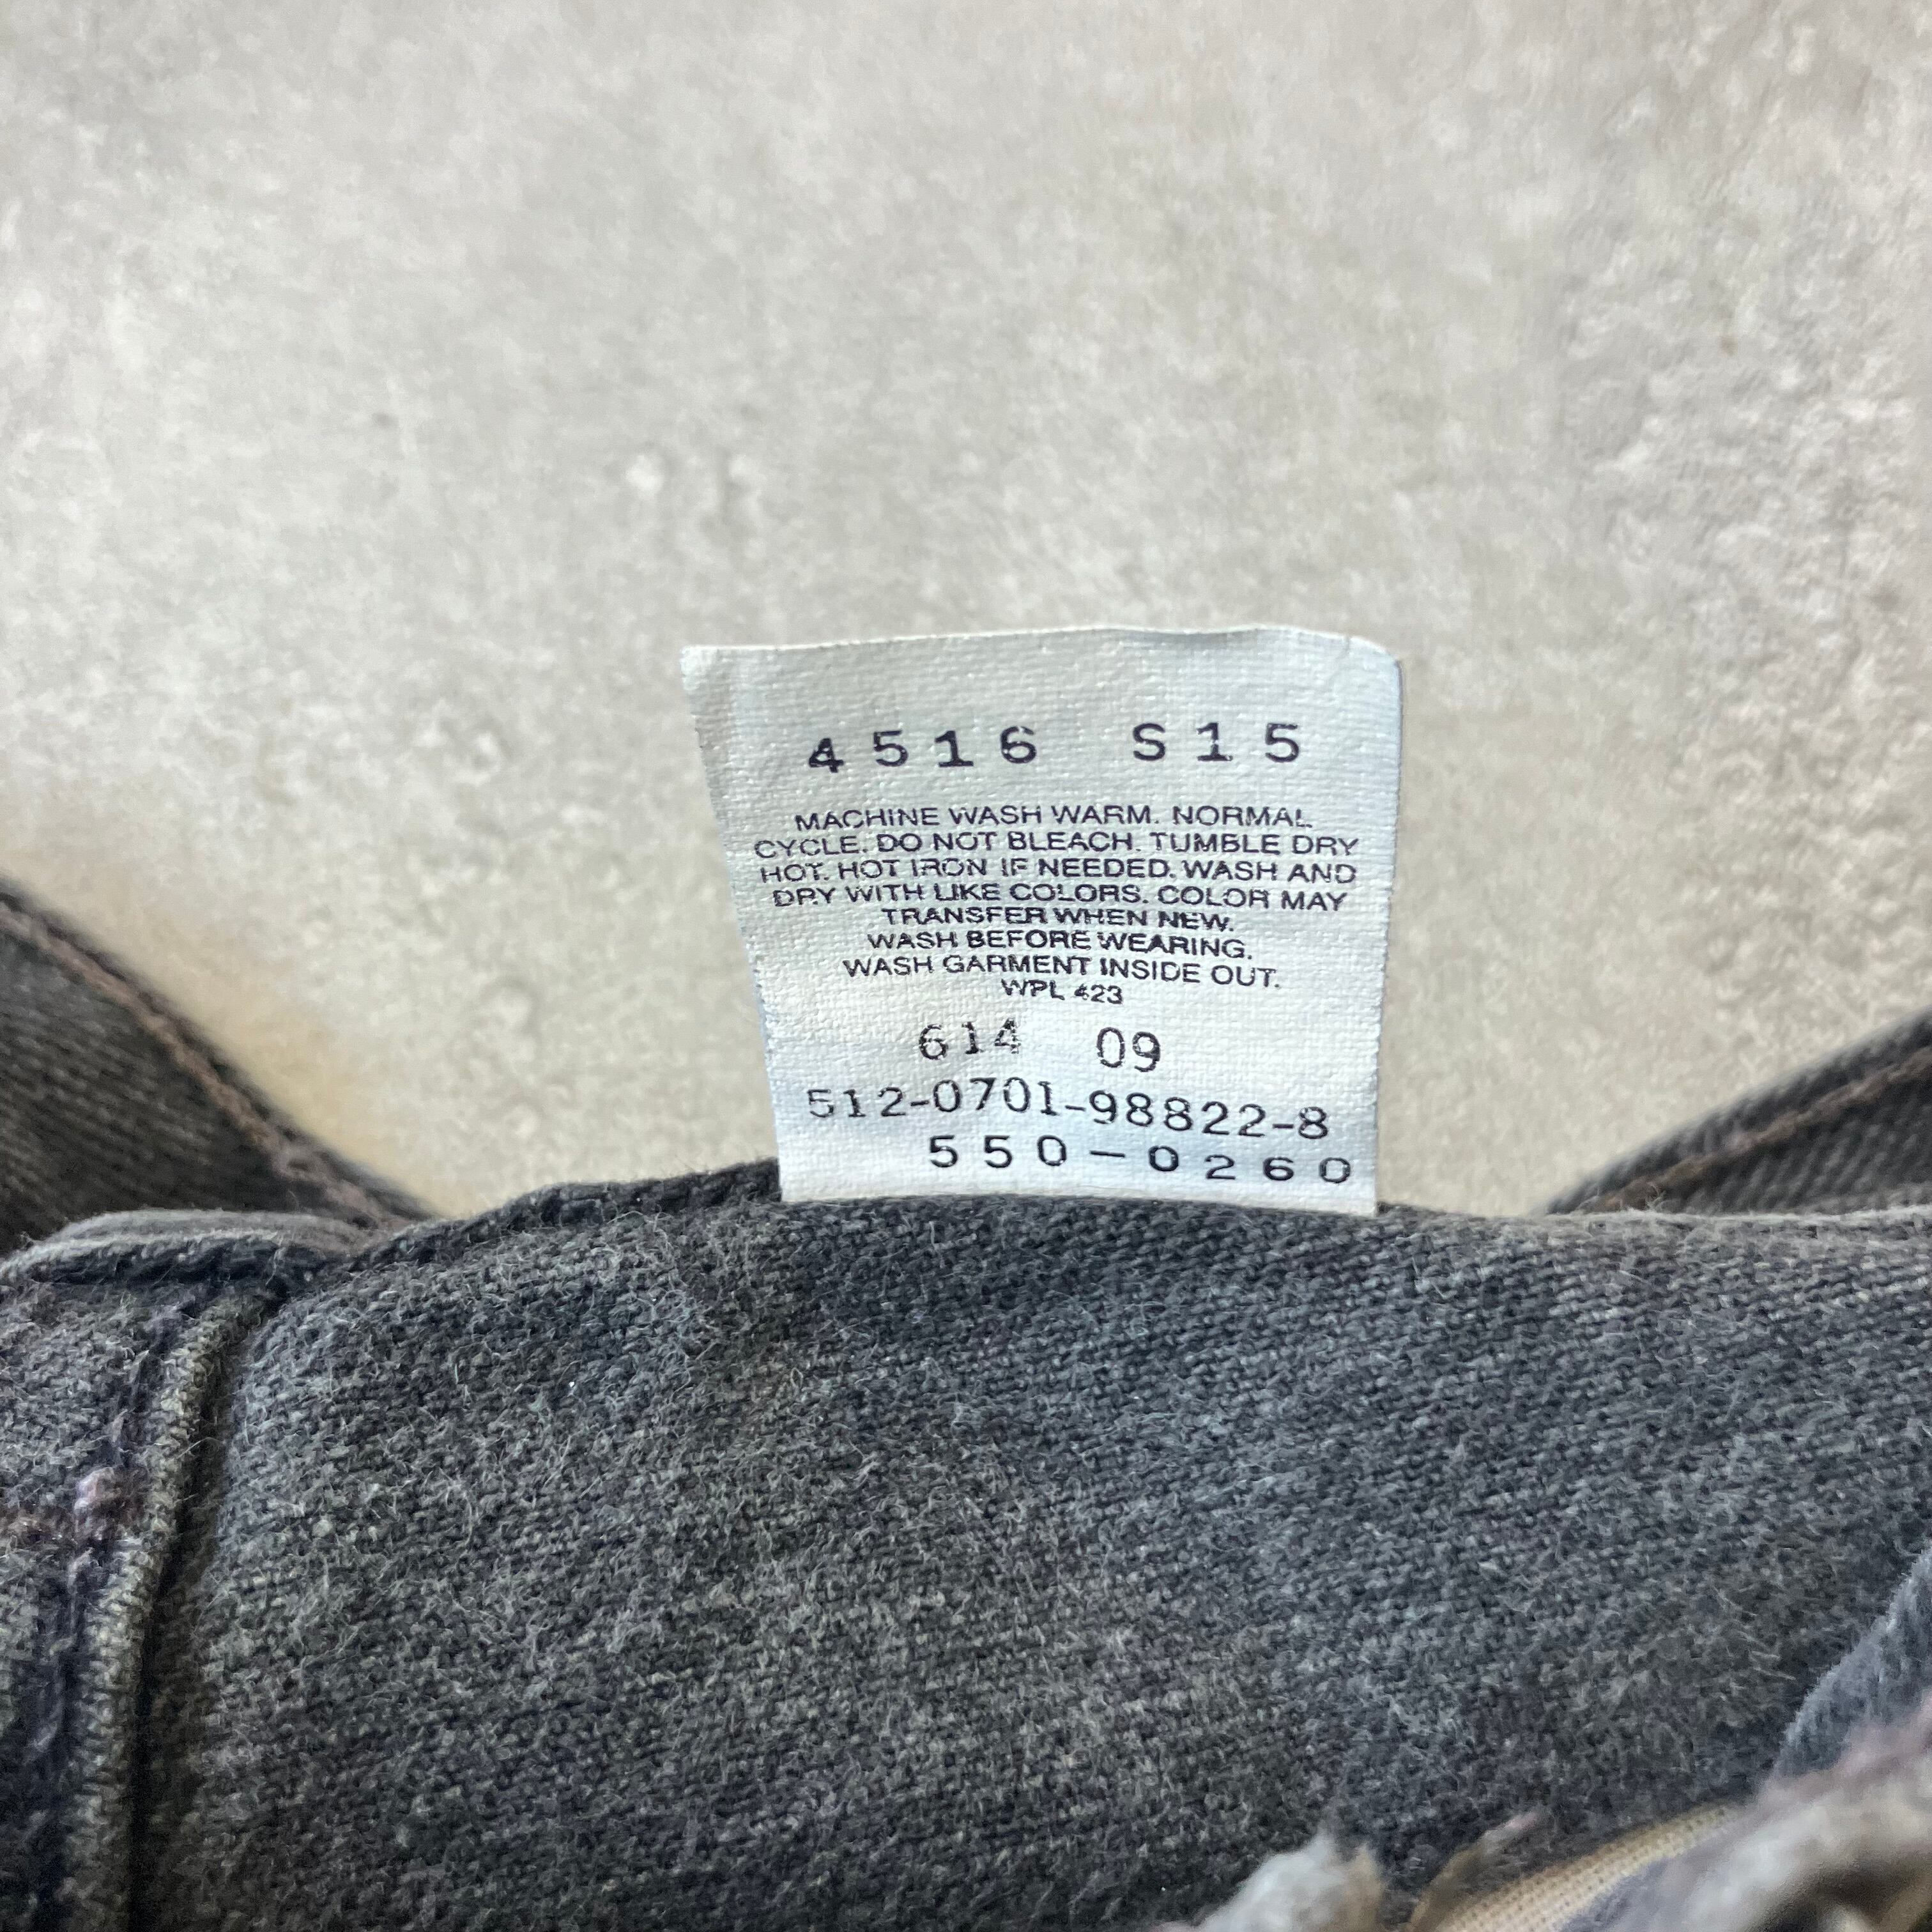 4516 S15
MACHINE WASH WARM. NORMAL
CYCLE. DO NOT BLEACH. TUMBLE DRY
HOT. HOT IRON IF NEEDED. WASH AND
DRY WITH LIKE COLORS. COLOR MAY
TRANSFER WHEN NEW.
WASH BEFORE WEARING.
WASH GARMENT INSIDE OUT.
WPL 423
614 09
512-0701-98822-8
550-0260